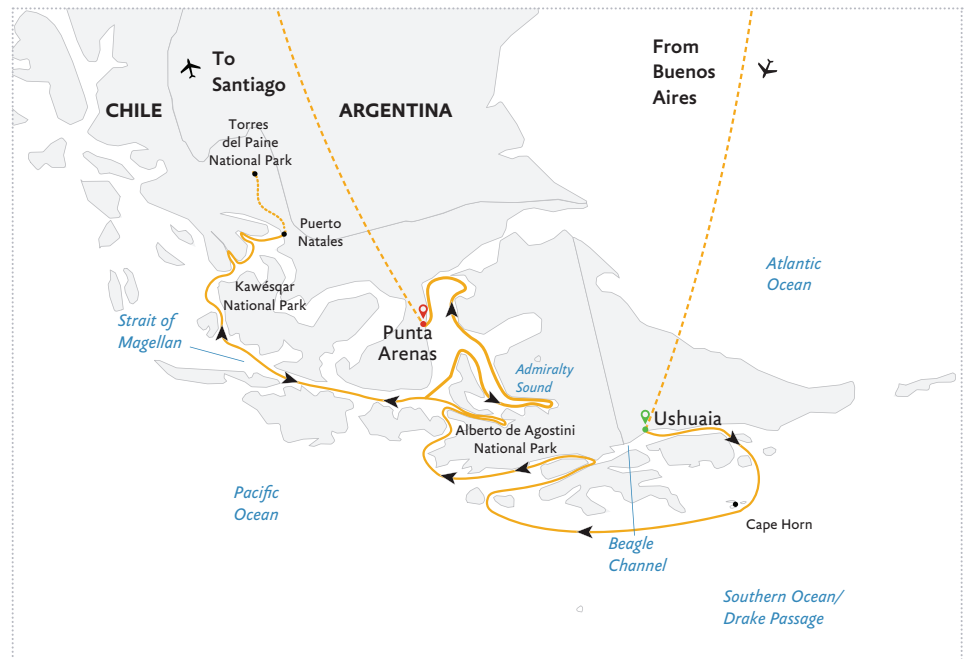 To
Santiago
From
Buenos
Aires
CHILE
ARGENTINA
Torres
del Paine
National Park
Puerto
Natales
Kawésqar
National Park
Atlantic
Ocean
Strait of
Magellan
Punta
Arenas
Admiralty
Sound
Ushuaia
Alberto de Agostini
National Park
Pacific
Ocean
Cape Horn
Beagle
Channel
Southern Ocean/
Drake Passage